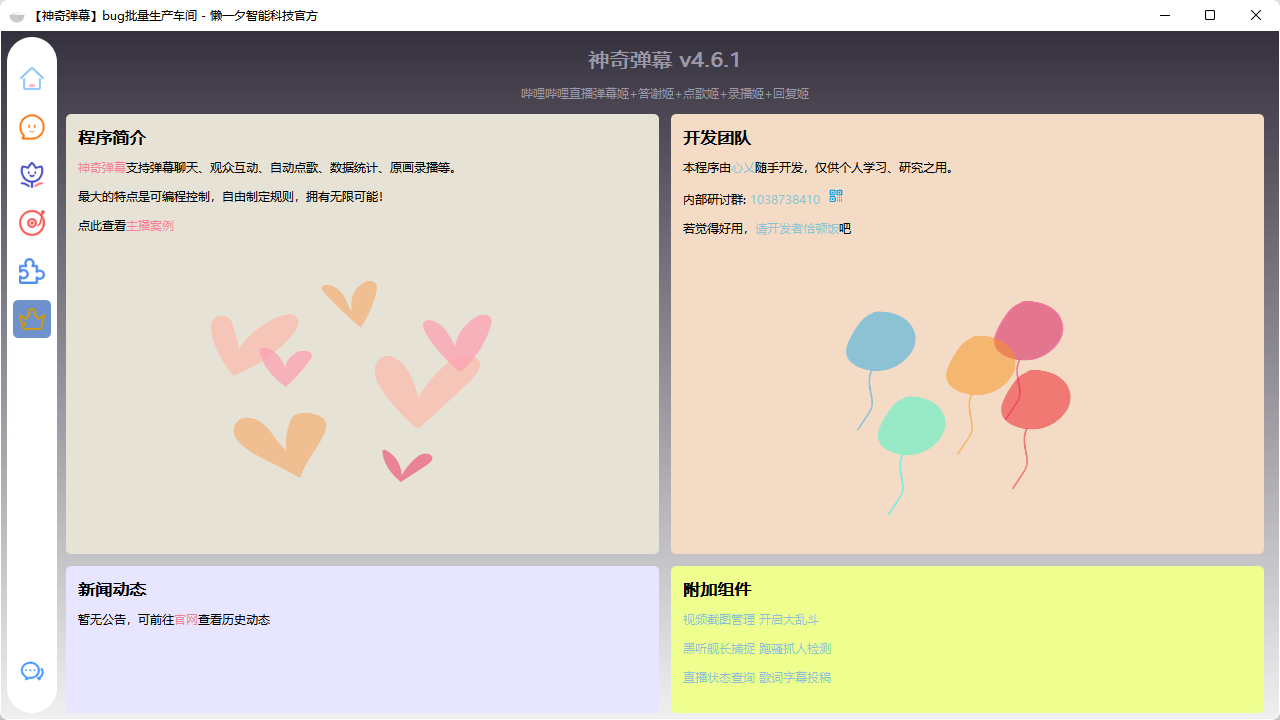 【神奇弹幕】bug批量生产车间 - 懒一夕智能科技官方
神奇弹幕 v4.6.1
哔哩哔哩直播弹幕姬+答谢姬+点歌姬+录播姬+回复姬
程序简介
神奇弹幕支持弹幕聊天、观众互动、自动点歌、数据统计、原画录播等。
最大的特点是可编程控制，自由制定规则，拥有无限可能！
点此查看主播案例
开发团队
本程序由心乂随手开发，仅供个人学习、研究之用。
内部研讨群: 1038738410
若觉得好用，请开发者恰顿饭吧
新闻动态
暂无公告，可前往官网查看历史动态
附加组件
视频截图管理 开启大乱斗
黑听舰长捕捉 跑骚抓人检测
直播状态查询 歌词字幕投稿